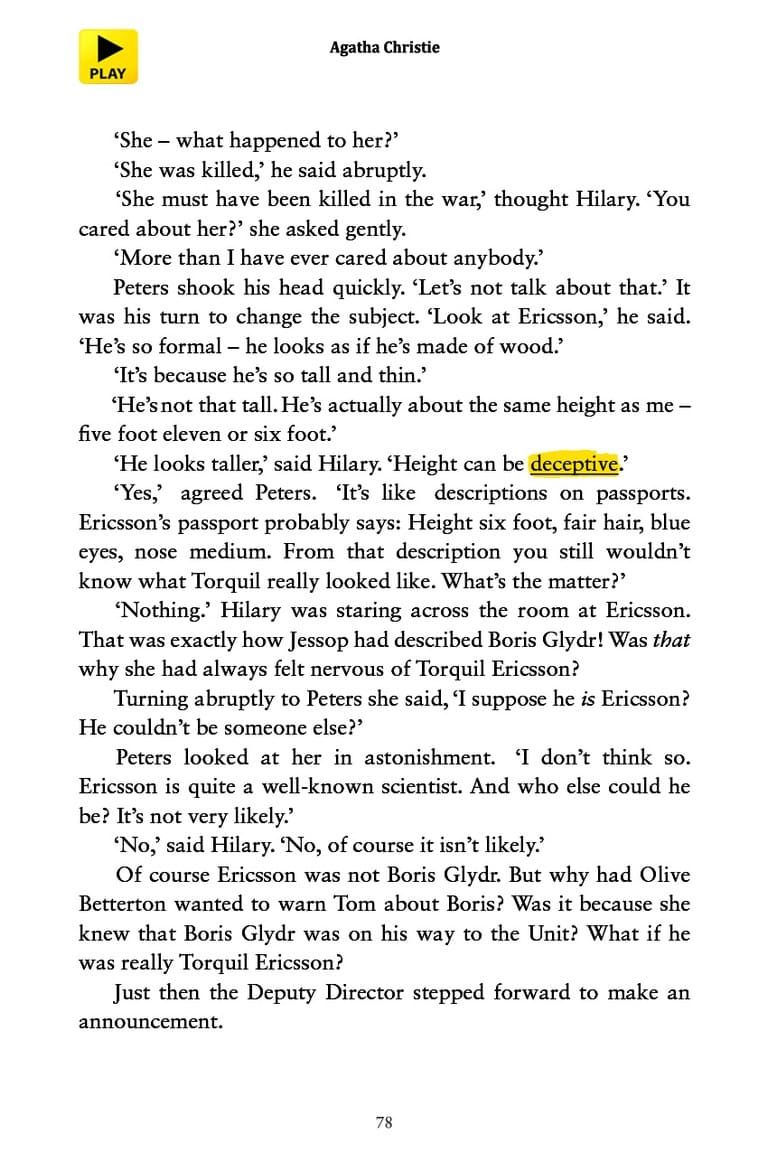 PLAY
Agatha Christie
‘She – what happened to her?’
‘She was killed,’ he said abruptly.
‘She must have been killed in the war,’ thought Hilary. ‘You
cared about her?’ she asked gently.
‘More than I have ever cared about anybody.’
Peters shook his head quickly. ‘Let’s not talk about that.’ It
was his turn to change the subject. ‘Look at Ericsson,’ he said.
‘He’s so formal – he looks as if he’s made of wood.’
‘It’s because he’s so tall and thin.’
‘He’s not that tall. He’s actually about the same height as me –
five foot eleven or six foot.’
‘He looks taller,’ said Hilary. ‘Height can be deceptive.’
‘Yes,’ agreed Peters. ‘It’s like descriptions on passports.
Ericsson’s passport probably says: Height six foot, fair hair, blue
eyes, nose medium. From that description you still wouldn’t
know what Torquil really looked like. What’s the matter?’
‘Nothing.’ Hilary was staring across the room at Ericsson.
That was exactly how Jessop had described Boris Glydr! Was that
why she had always felt nervous of Torquil Ericsson?
Turning abruptly to Peters she said, ‘I suppose he is Ericsson?
He couldn’t be someone else?’
Peters looked at her in astonishment. ‘I don’t think so.
Ericsson is quite a well-known scientist. And who else could he
be? It’s not very likely.’
‘No,’ said Hilary. ‘No, of course it isn’t likely.’
Of course Ericsson was not Boris Glydr. But why had Olive
Betterton wanted to warn Tom about Boris? Was it because she
knew that Boris Glydr was on his way to the Unit? What if he
was really Torquil Ericsson?
Just then the Deputy Director stepped forward to make an
announcement.
78